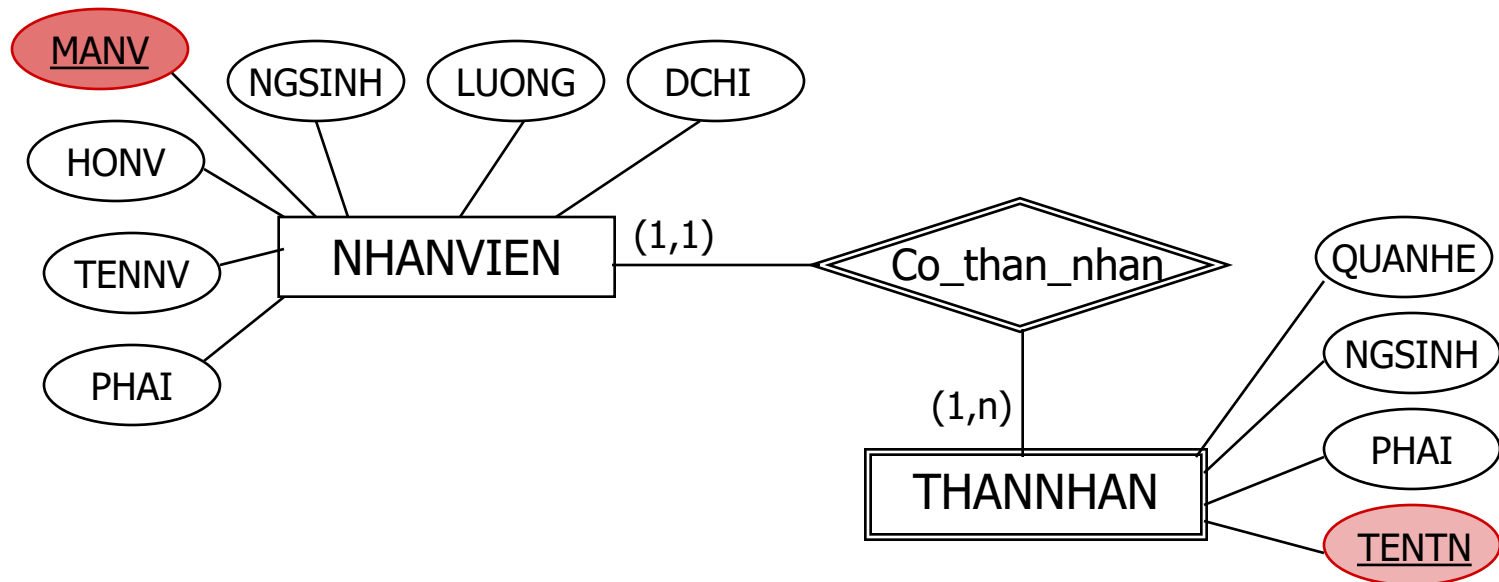 MANV
NGSINH
LUONG
DCHI
HONV
TENNV
PHAI
NHANVIEN
(1,1)
Co_than_nhan
(1,n)
THANNHAN
QUANHE
NGSINH
PHAI
TENTN